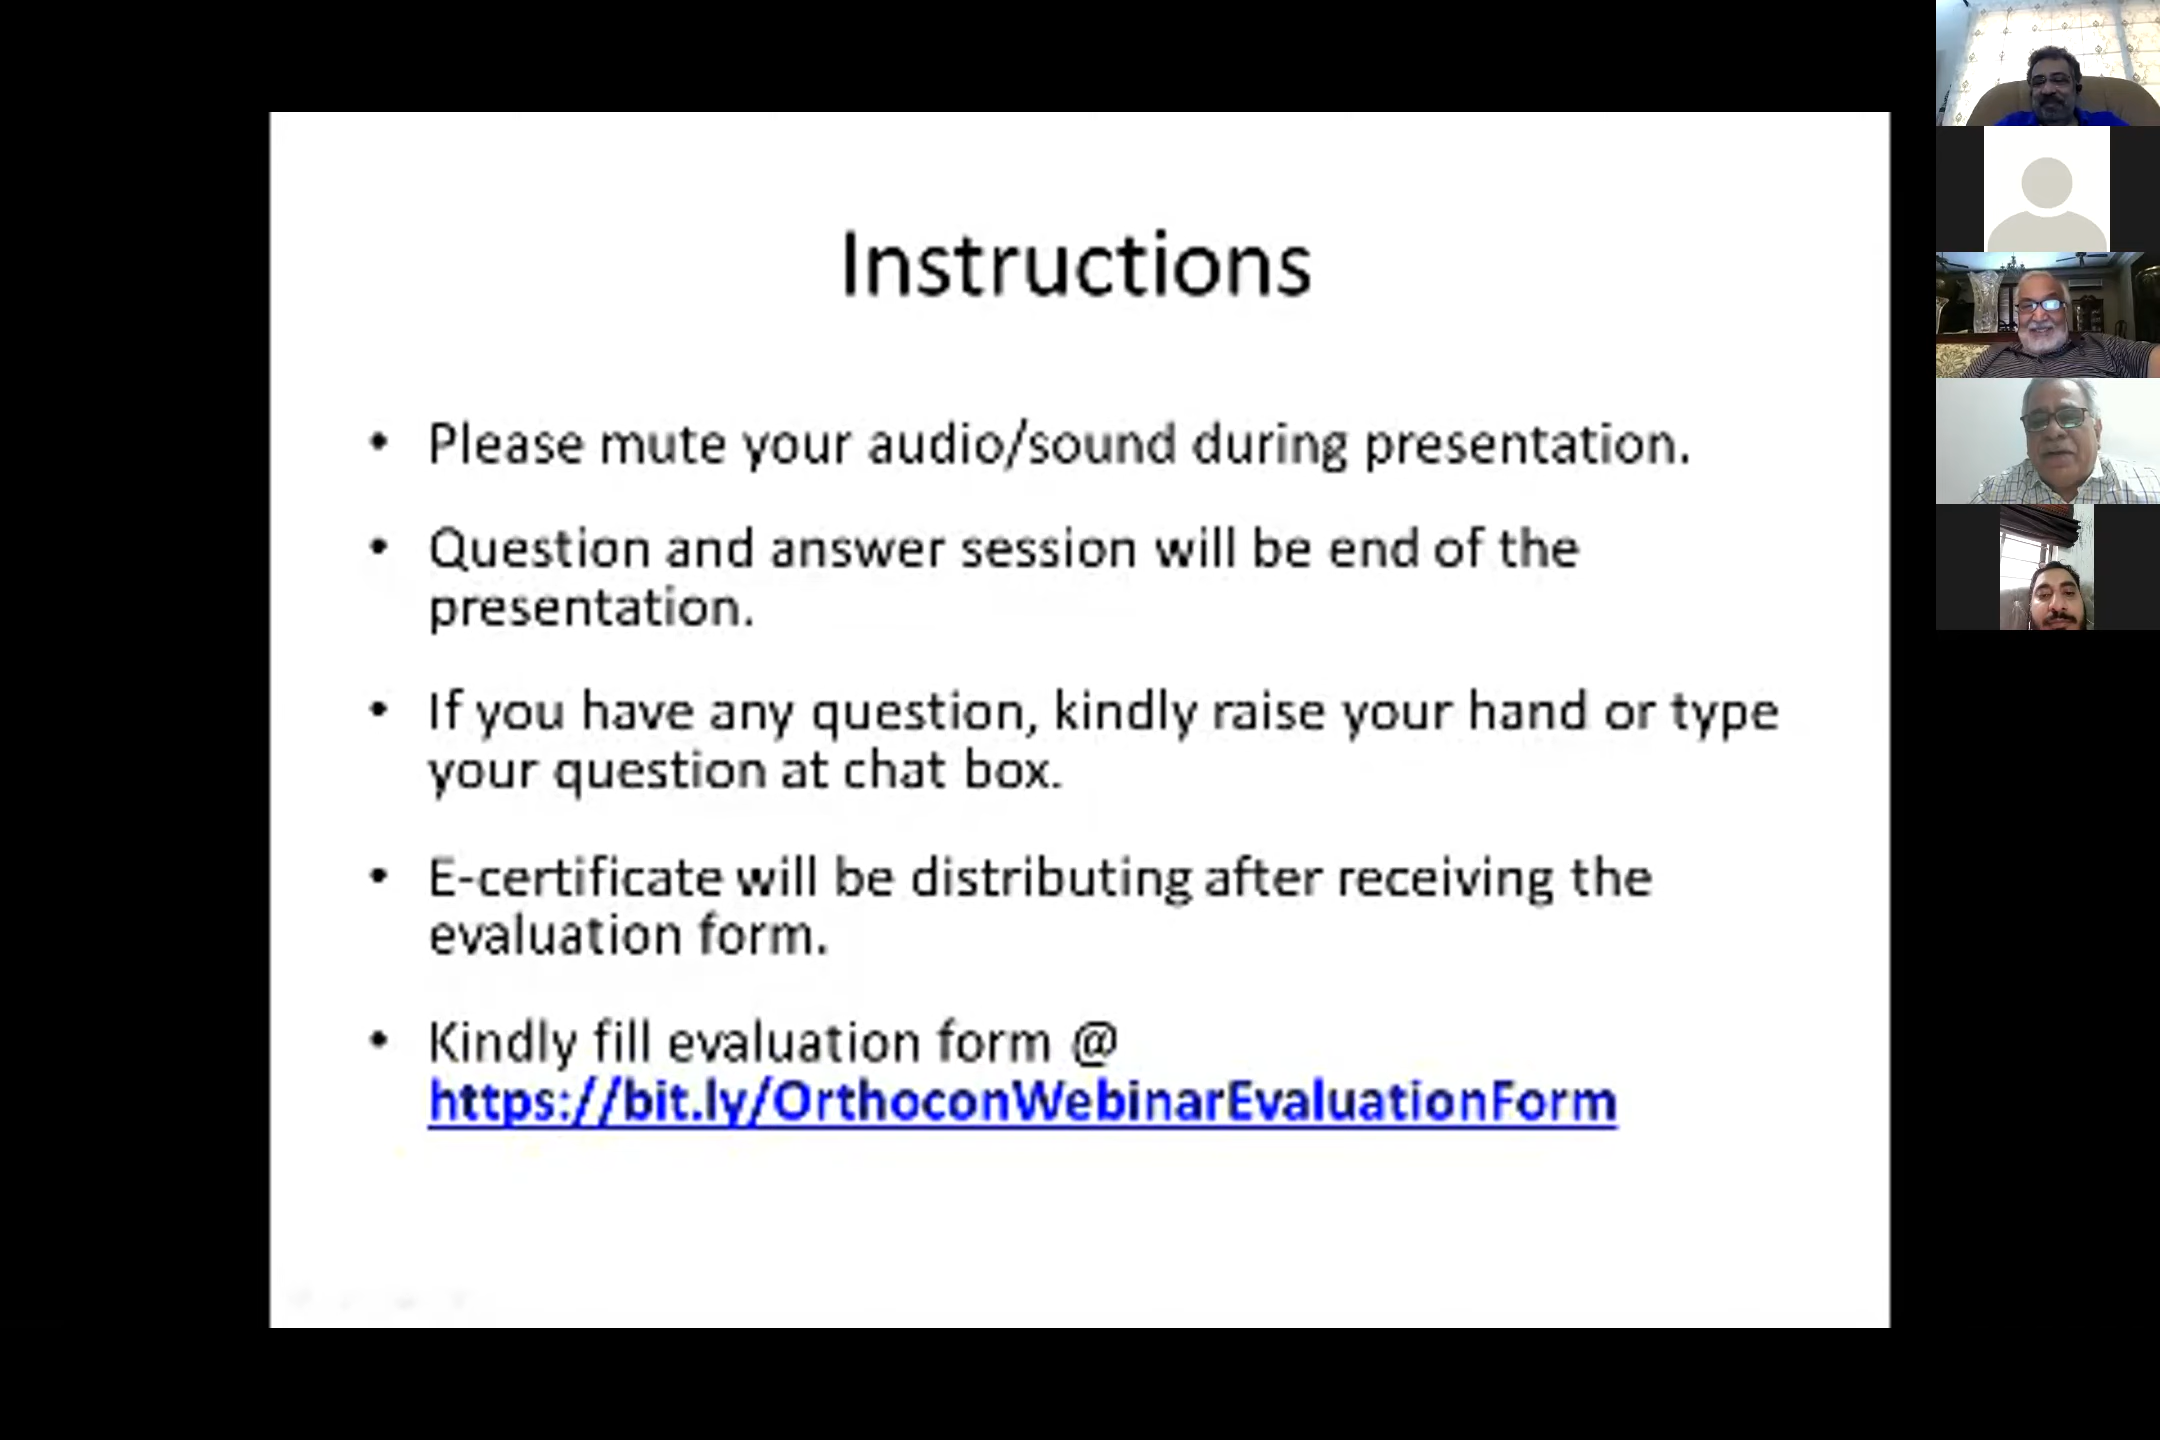 Instructions
• Please mute your audio/sound during presentation.
• Question and answer session will be end of the
presentation.
• If you have any question, kindly raise your hand or type
your question at chat box.
• E-certificate will be distributing after receiving the
evaluation form.
• Kindly fill evaluation form @
https://bit.ly/OrthoconWebinarEvaluationForm